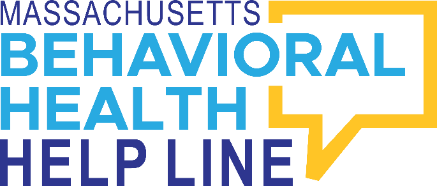 MASSACHUSETTS
BEHAVIORAL
HEALTH
HELP LINE